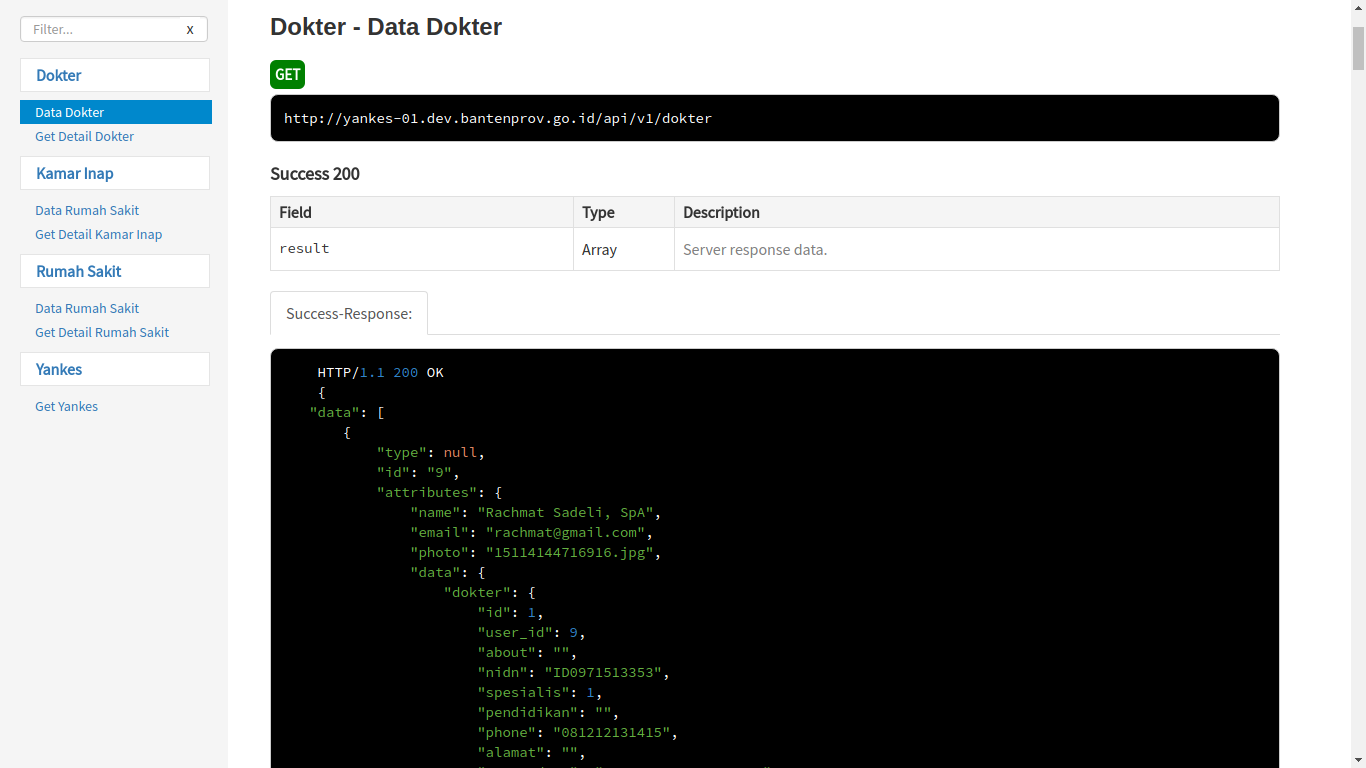 Filter...
x
Dokter
Data Dokter
Get Detail Dokter
Kamar Inap
Data Rumah Sakit
Get Detail Kamar Inap
Rumah Sakit
Data Rumah Sakit
Get Detail Rumah Sakit
Yankes
Get Yankes
Dokter - Data Dokter
GET
http://yankes-01.dev.bantenprov.go.id/api/v1/dokter
Success 200
Field Type Description
result Array Server response data.
Success-Response:
HTTP/1.1 200 OK
{
"data": [
{
"type": null,
"id": "9",
"attributes": {
"name": "Rachmat Sadeli, SpA",
"email": "rachmat@gmail.com",
"photo": "15114144716916.jpg",
"data": {
"dokter": {
"id": 1,
"user_id": 9,
"about": "",
"nidn": "ID0971513353",
"spesialis": 1,
"pendidikan": "",
"phone": "081212131415",
"alamat": "",